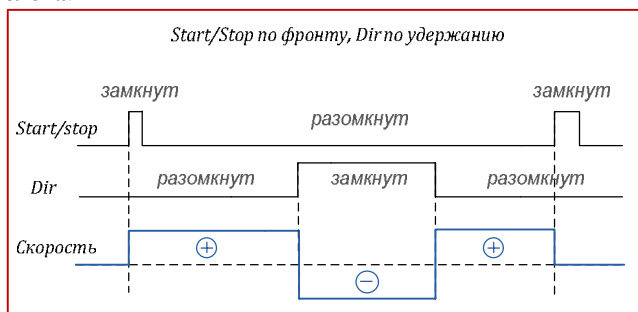 Start/Stop по фронту, Dir по удержанию
замкнут
замкнут
разомкнут
Start/stop
разомкнут
замкнут
разомкнут
Dir
Скорость
+
+
−